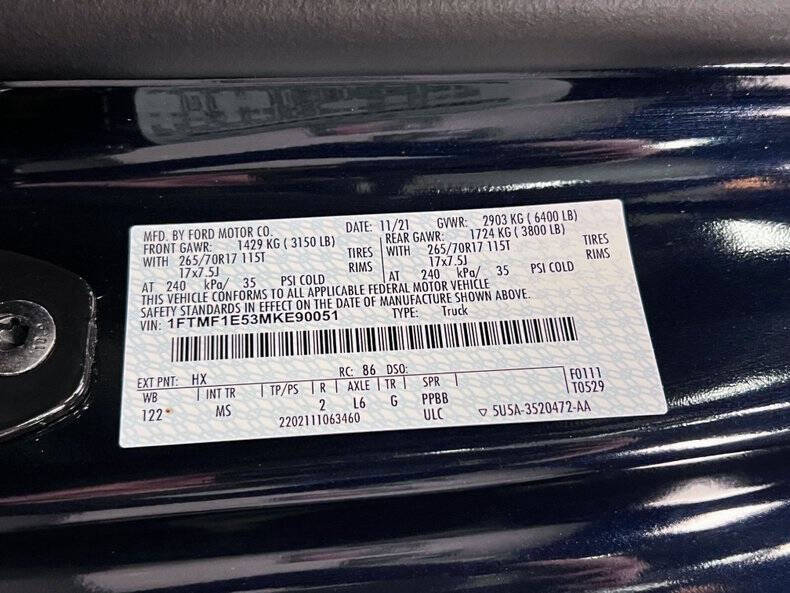 MFD. BY FORD MOTOR CO. DATE: 11/21 GVWR: 2903 KG ( 6400 LB)
FRONT GAWR: 1429 KG ( 3150 LB) REAR GAWR: 1724 KG ( 3800 LB)
WITH 265/70R17 115T TIRES WITH 265/70R17 115T TIRES
17x7.5J RIMS 17x7.5J RIMS
AT 240 kPa/ 35 PSI COLD AT 240 kPa/ 35 PSI COLD
THIS VEHICLE CONFORMS TO ALL APPLICABLE FEDERAL MOTOR VEHICLE
SAFETY STANDARDS IN EFFECT ON THE DATE OF MANUFACTURE SHOWN ABOVE.
VIN: 1FTMF1E53MKE90051 TYPE: Truck
EXT PNT: HX RC: 86 DSO: F0111
WB INT TR TP/PS R AXLE TR SPR T0529
122 MS 2 L6 G PPBB
2202111063460 ULC ▽ 5U5A-3520472-AA